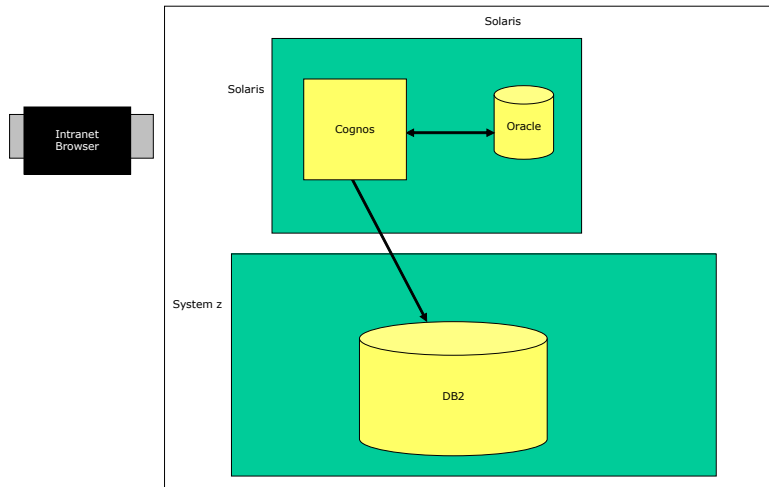 Solaris
Solaris
Intranet
Browser
Cognos
Oracle
System z
DB2